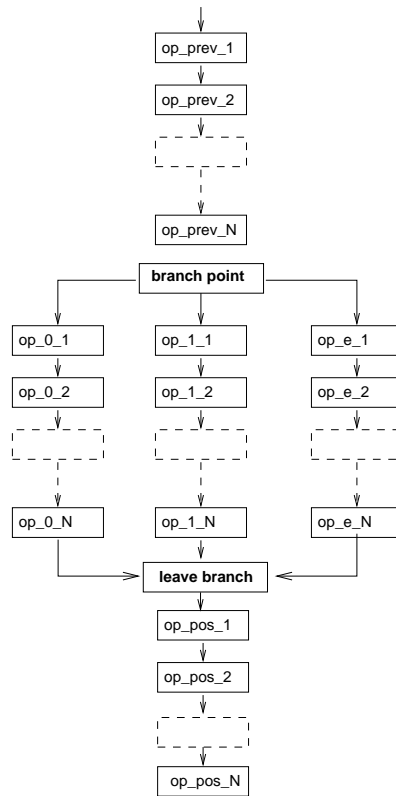 op_prev_1
op_prev_2
op_prev_N
branch point
op_0_1 op_1_1 op_e_1
op_0_2 op_1_2 op_e_2
op_0_N op_1_N op_e_N
leave branch
op_pos_1
op_pos_2
op_pos_N